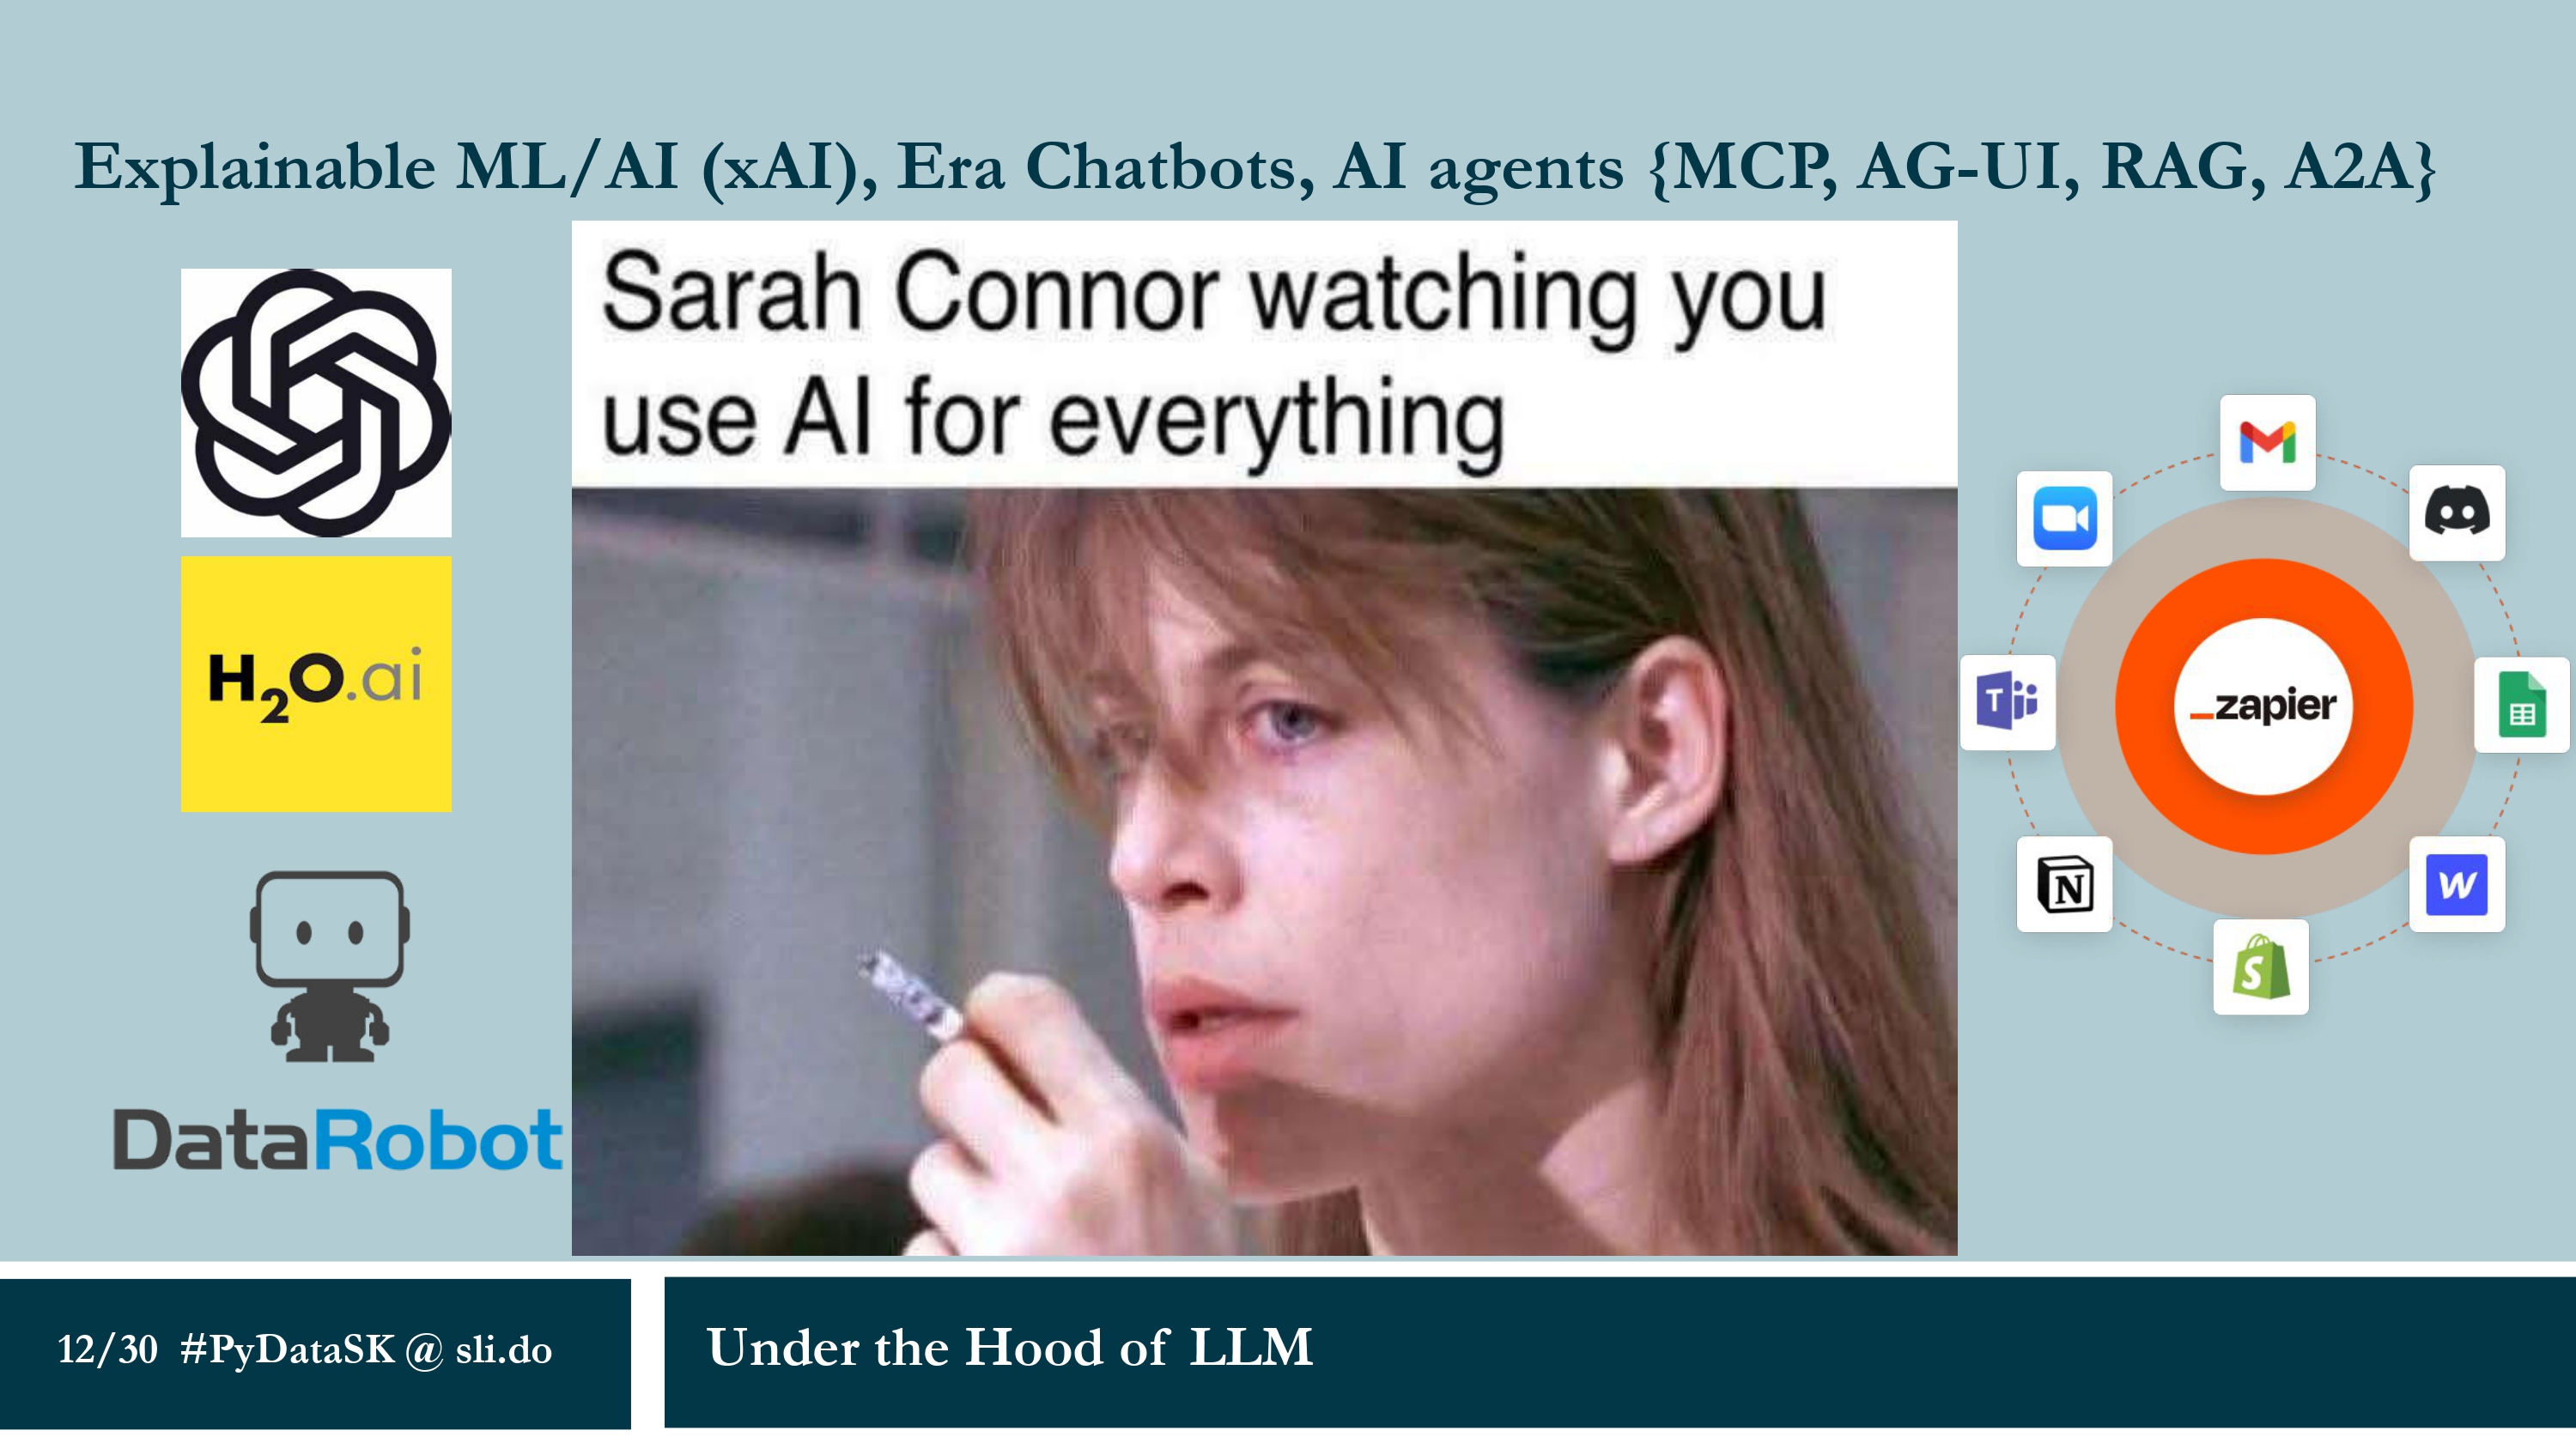 Explainable ML/AI (xAI), Era Chatbots, AI agents {MCP, AG-UI, RAG, A2A}
Sarah Connor watching you
use AI for everything
H2O.ai
DataRobot
_zapier
T
N
W
S
12/30 #PyDataSK @ sli.do
Under the Hood of LLM